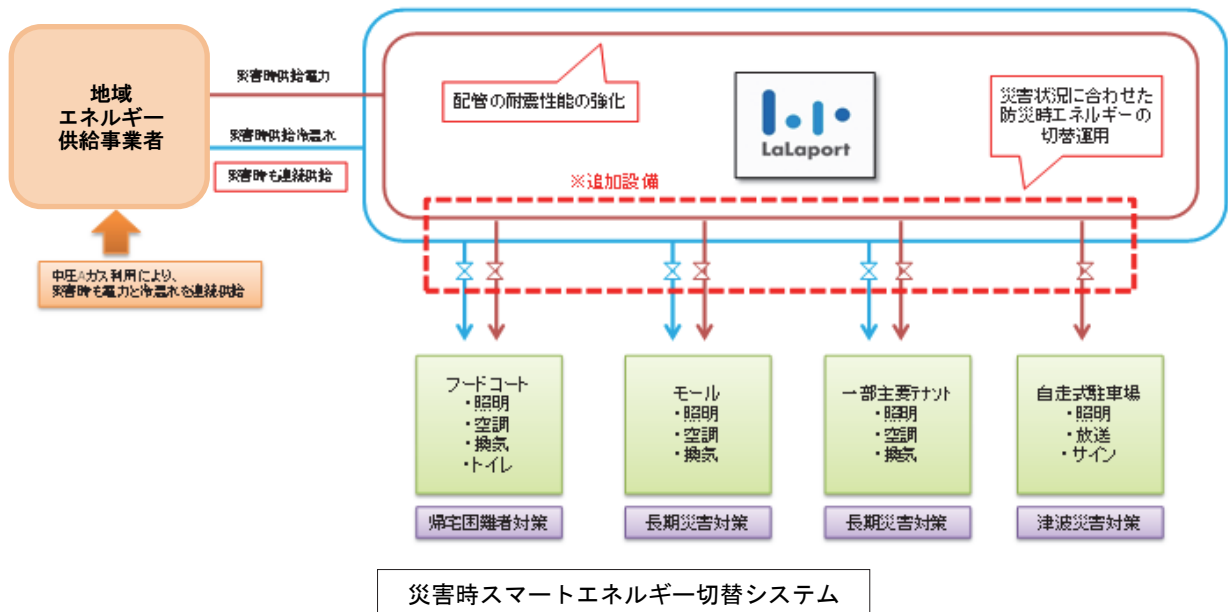 地域
エネルギー
供給事業者
災害時供給電力
災害時供給冷温水
災害時も連続供給
中圧Aガス利用により、
災害時も電力と冷温水を連続供給
配管の耐震性能の強化
LaLaport
災害状況に合わせた
防災時エネルギーの
切替運用
※追加設備
フードコート
・照明
・空調
・換気
・トイレ
モール
・照明
・空調
・換気
一部主要テナント
・照明
・空調
・換気
自走式駐車場
・照明
・放送
・サイン
帰宅困難者対策
長期災害対策
長期災害対策
津波災害対策
災害時スマートエネルギー切替システム